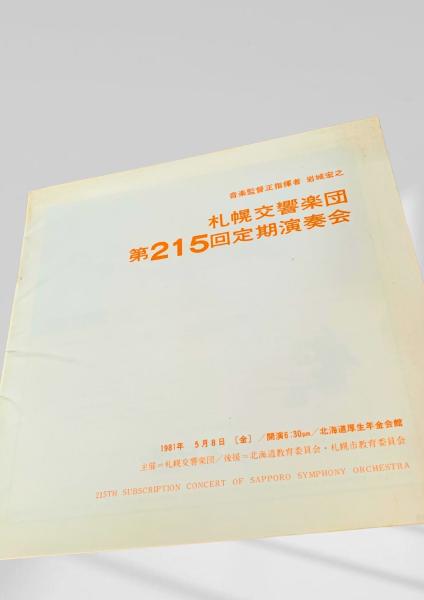 音楽監督正指揮者 岩城宏之
札幌交響楽団
第215回定期演奏会
1981年 5月8日 〔金〕／開演6:30pm／北海道厚生年金会館
主催＝札幌交響楽団／後援＝北海道教育委員会・札幌市教育委員会
215TH SUBSCRIPTION CONCERT OF SAPPORO SYMPHONY ORCHESTRA